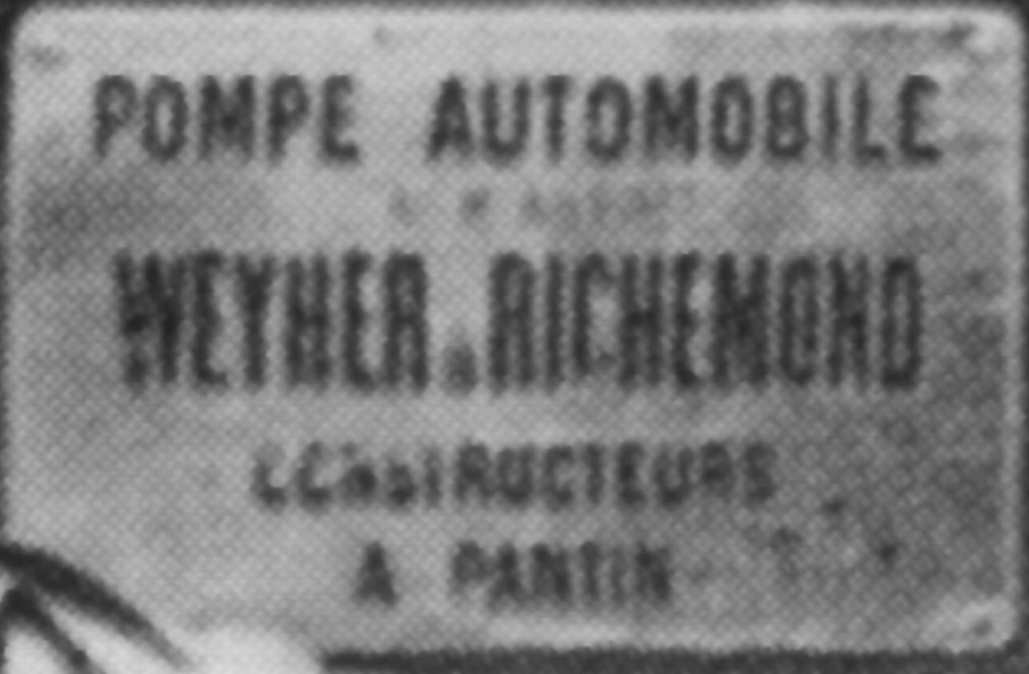 POMPE AUTOMOBILE
WEYHER & RICHEMOND
CONSTRUCTEURS
A PANTIN